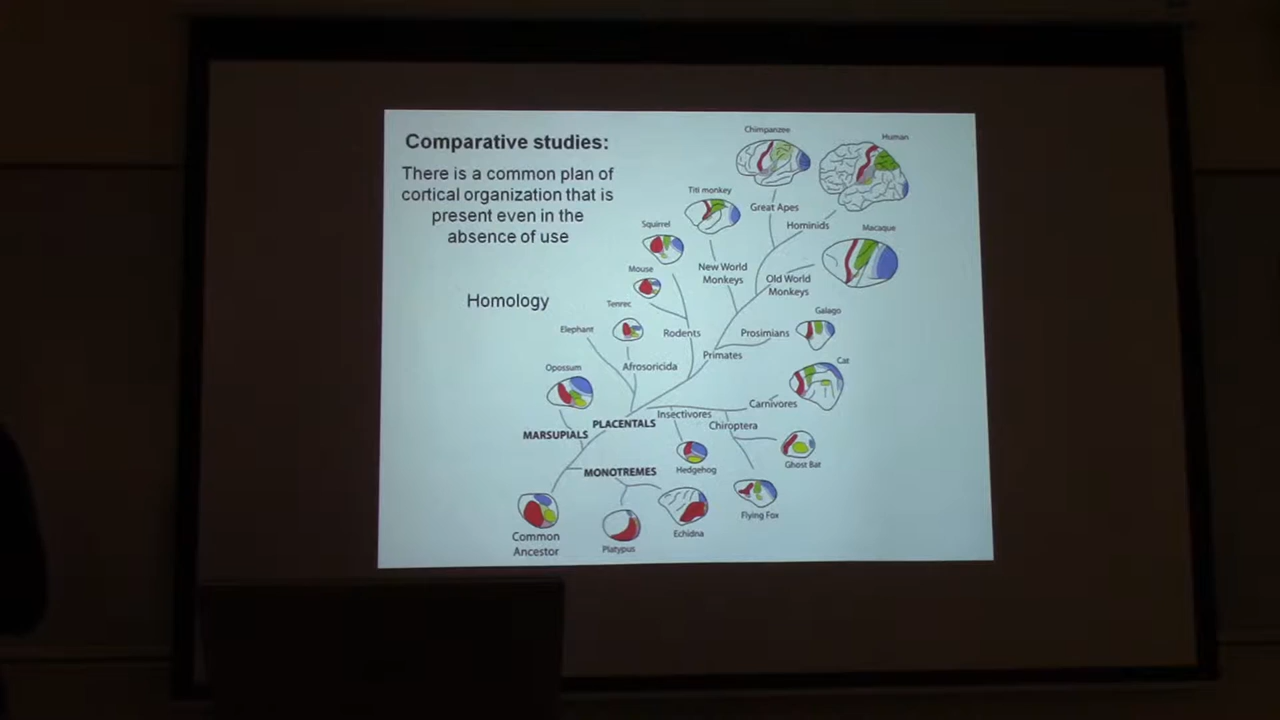 Comparative studies:
There is a common plan of
cortical organization that is
present even in the
absence of use
Homology
Chimpanzee
Human
Titi monkey
Great Apes
Hominids
Squirrel
Macaque
Mouse
New World
Monkeys
Old World
Monkeys
Tenrec
Galago
Elephant
Rodents
Prosimians
Primates
Afrosoricida
Cat
Opossum
Carnivores
Insectivores
PLACENTALS
Chiroptera
MARSUPIALS
Ghost Bat
MONOTREMES
Hedgehog
Flying Fox
Echidna
Common
Ancestor
Platypus